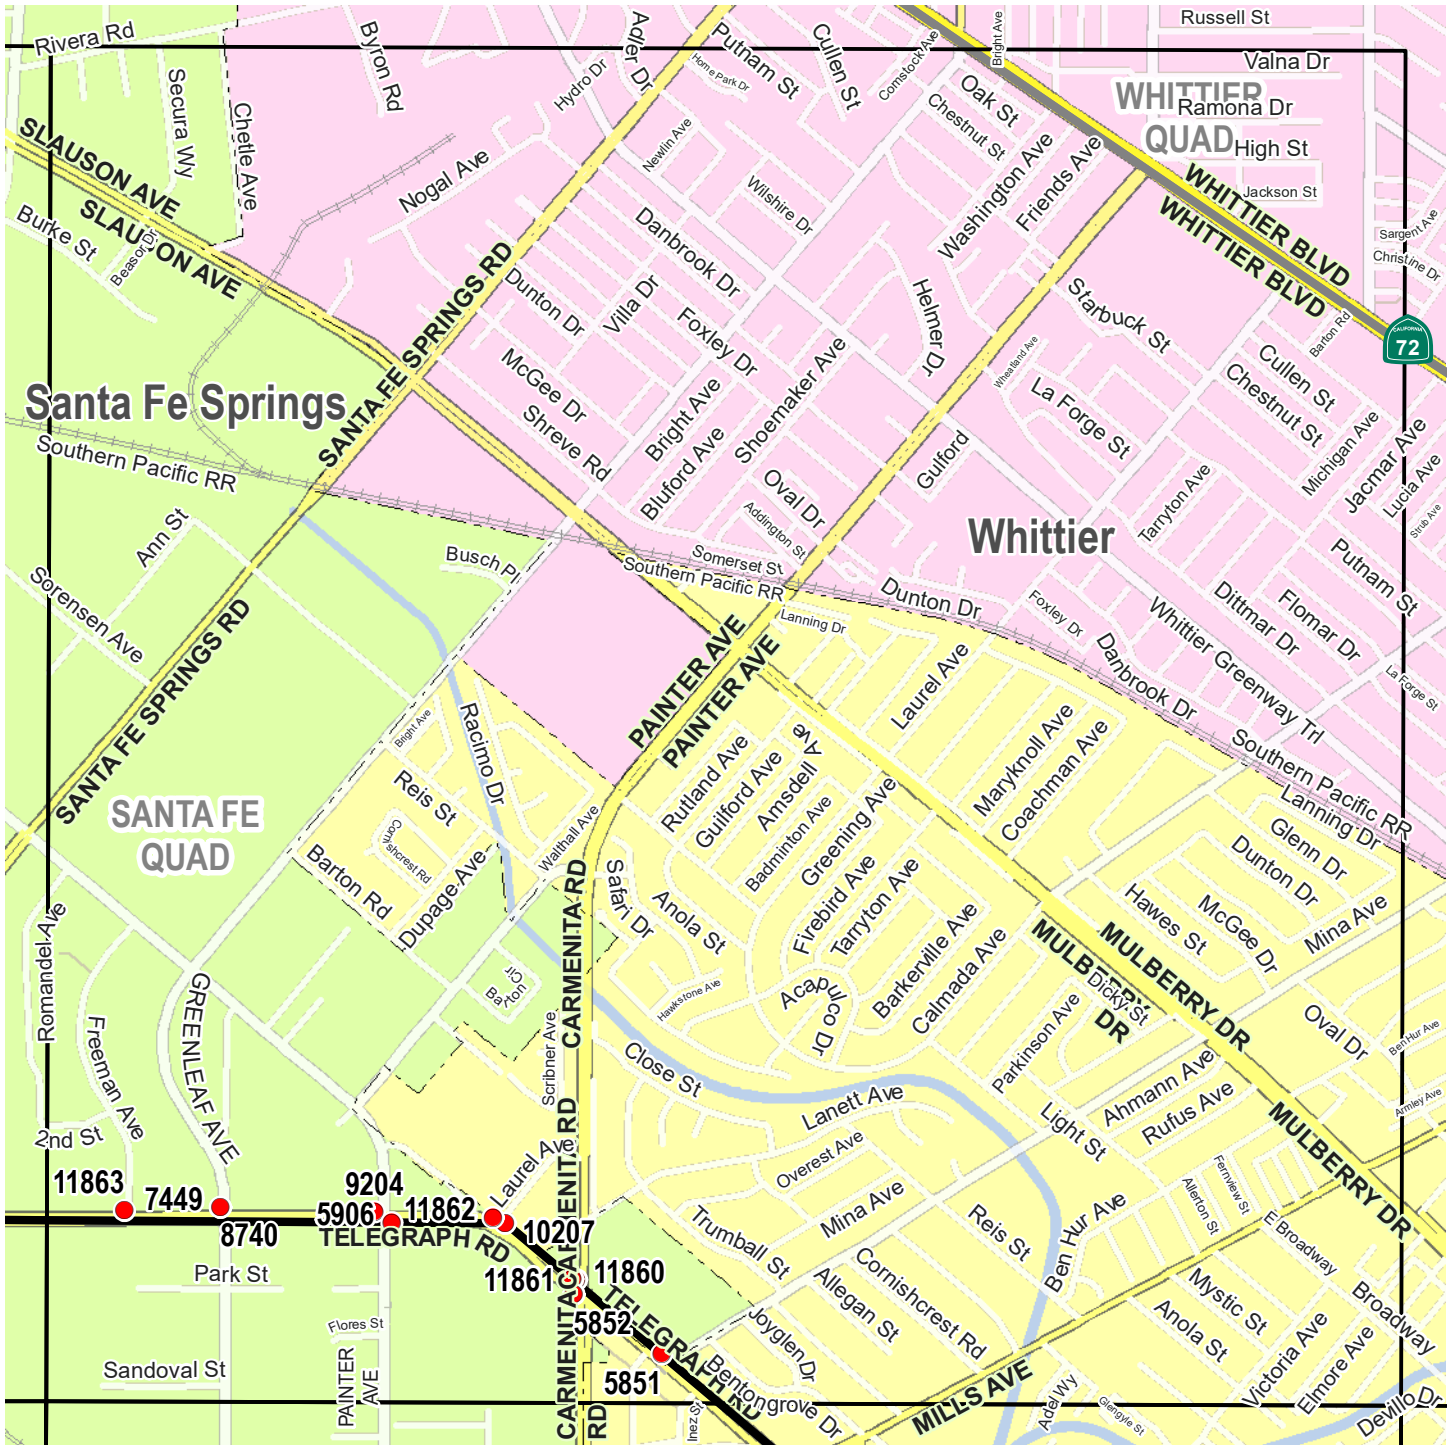 Russell St
Rivera Rd
Byron Rd
Adler Dr
Putnam St
Cullen St
Comstock Ave
Bright Ave
Valna Dr
Home Park Dr
Hydro Dr
Secura Wy
Chetle Ave
WHITTIER
QUAD
Ramona Dr
Oak St
Chestnut St
Newlin Ave
High St
Washington Ave
Friends Ave
SLAUSON AVE
SLAUSON AVE
Nogal Ave
Wilshire Dr
Jackson St
WHITTIER BLVD
WHITTIER BLVD
Burke St
Beasor Dr
Danbrook Dr
Sargent Ave
Christine Dr
SANTA FE SPRINGS RD
Dunton Dr
Villa Dr
Foxley Dr
Helmer Dr
Starbuck St
Barton Rd
CALIFORNIA
72
Wheatland Ave
Cullen St
Chestnut St
McGee Dr
Shreve Rd
Bright Ave
Shoemaker Ave
La Forge St
Santa Fe Springs
Bluford Ave
Gulford
Michigan Ave
Jacmar Ave
Lucia Ave
Strub Ave
Southern Pacific RR
Oval Dr
Addington St
Tarryton Ave
Whittier
Ann St
Busch Pl
Somerset St
Southern Pacific RR
Putnam St
Sorensen Ave
Dunton Dr
Foxley Dr
Dittmar Dr
Flomar Dr
Lanning Dr
Whittier Greenway Trl
Danbrook Dr
La Forge St
SANTA FE SPRINGS RD
PAINTER AVE
PAINTER AVE
Laurel Ave
Bright Ave
Racimo Dr
Maryknoll Ave
Coachman Ave
Southern Pacific RR
Rutland Ave
Guilford Ave
Amsdell Ave
Reis St
Lanning Dr
Glenn Dr
Dunton Dr
SANTA FE
QUAD
Cornishcrest Rd
Walthall Ave
Badminton Ave
Greening Ave
Barton Rd
Dupage Ave
CARMENITA RD
Safari Dr
Anola St
Firebird Ave
Tarryton Ave
Hawes St
McGee Dr
Mina Ave
Romandel Ave
Barkerville Ave
Calmada Ave
MULBERRY DR
MULBERRY DR
Dicky St
Barton Cir
Hawkstone Ave
Acapulco Dr
GREENLEAF AVE
Freeman Ave
Scribner Ave
Close St
Parkinson Ave
Oval Dr
Ben Hur Ave
Lanett Ave
Light St
Ahmann Ave
Rufus Ave
Armley Ave
CARMENITA RD
2nd St
Laurel Ave
Overest Ave
MULBERRY DR
Fernview St
Allerton St
11863
7449
8740
9204
5906
11862
TELEGRAPH RD
10207
Mina Ave
Reis St
Ben Hur Ave
E Broadway
Trumball St
Park St
11861
11860
Allegan St
Cornishcrest Rd
Mystic St
Broadway
5852
TELEGRAPH RD
Joyglen Dr
Anola St
Flores St
Sandoval St
PAINTER
AVE
CARMENITA
RD
5851
Bentongrove Dr
Inez St
MILLS AVE
Adel Wy
Glengyle St
Victoria Ave
Elmore Ave
Devillo Dr